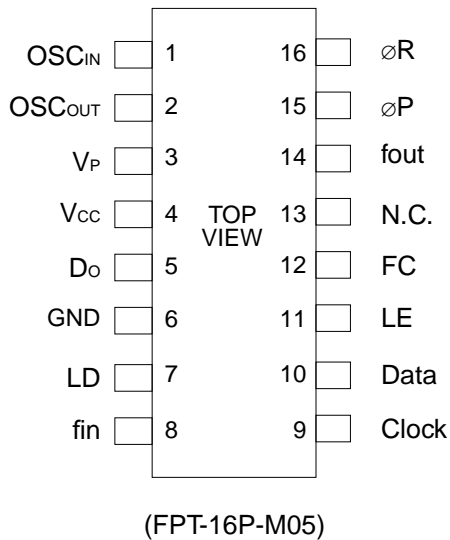 OSCIN 1 16 ∅R
OSCOUT 2 15 ∅P
VP 3 14 fout
VCC 4 TOP VIEW 13 N.C.
DO 5 12 FC
GND 6 11 LE
LD 7 10 Data
fin 8 9 Clock
(FPT-16P-M05)